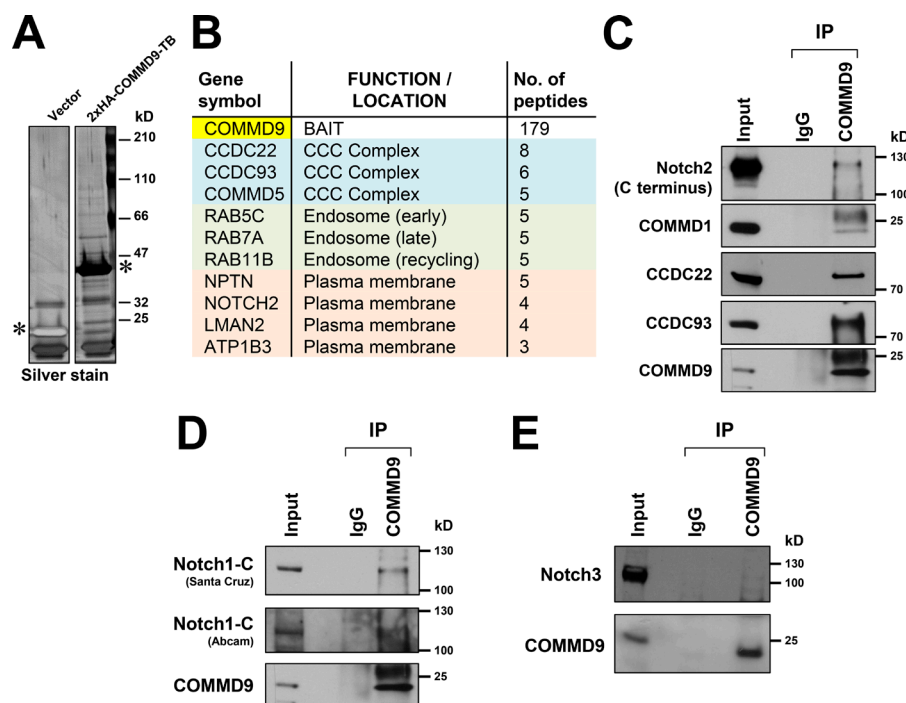 A
Vector
2xHA-COMMD9-TB
kD
210
110
66
47
32
25
*
*
Silver stain
B
Gene symbol
FUNCTION / LOCATION
No. of peptides
COMMD9 BAIT 179
CCDC22 CCC Complex 8
CCDC93 CCC Complex 6
COMMD5 CCC Complex 5
RAB5C Endosome (early) 5
RAB7A Endosome (late) 5
RAB11B Endosome (recycling) 5
NPTN Plasma membrane 5
NOTCH2 Plasma membrane 4
LMAN2 Plasma membrane 4
ATP1B3 Plasma membrane 3
C
IP
Input
IgG
COMMD9
kD
Notch2
(C terminus)
130
100
COMMD1
25
CCDC22
70
CCDC93
70
COMMD9
25
D
IP
Input
IgG
COMMD9
kD
Notch1-C
(Santa Cruz)
130
100
Notch1-C
(Abcam)
130
100
COMMD9
25
E
IP
Input
IgG
COMMD9
kD
Notch3
130
100
COMMD9
25